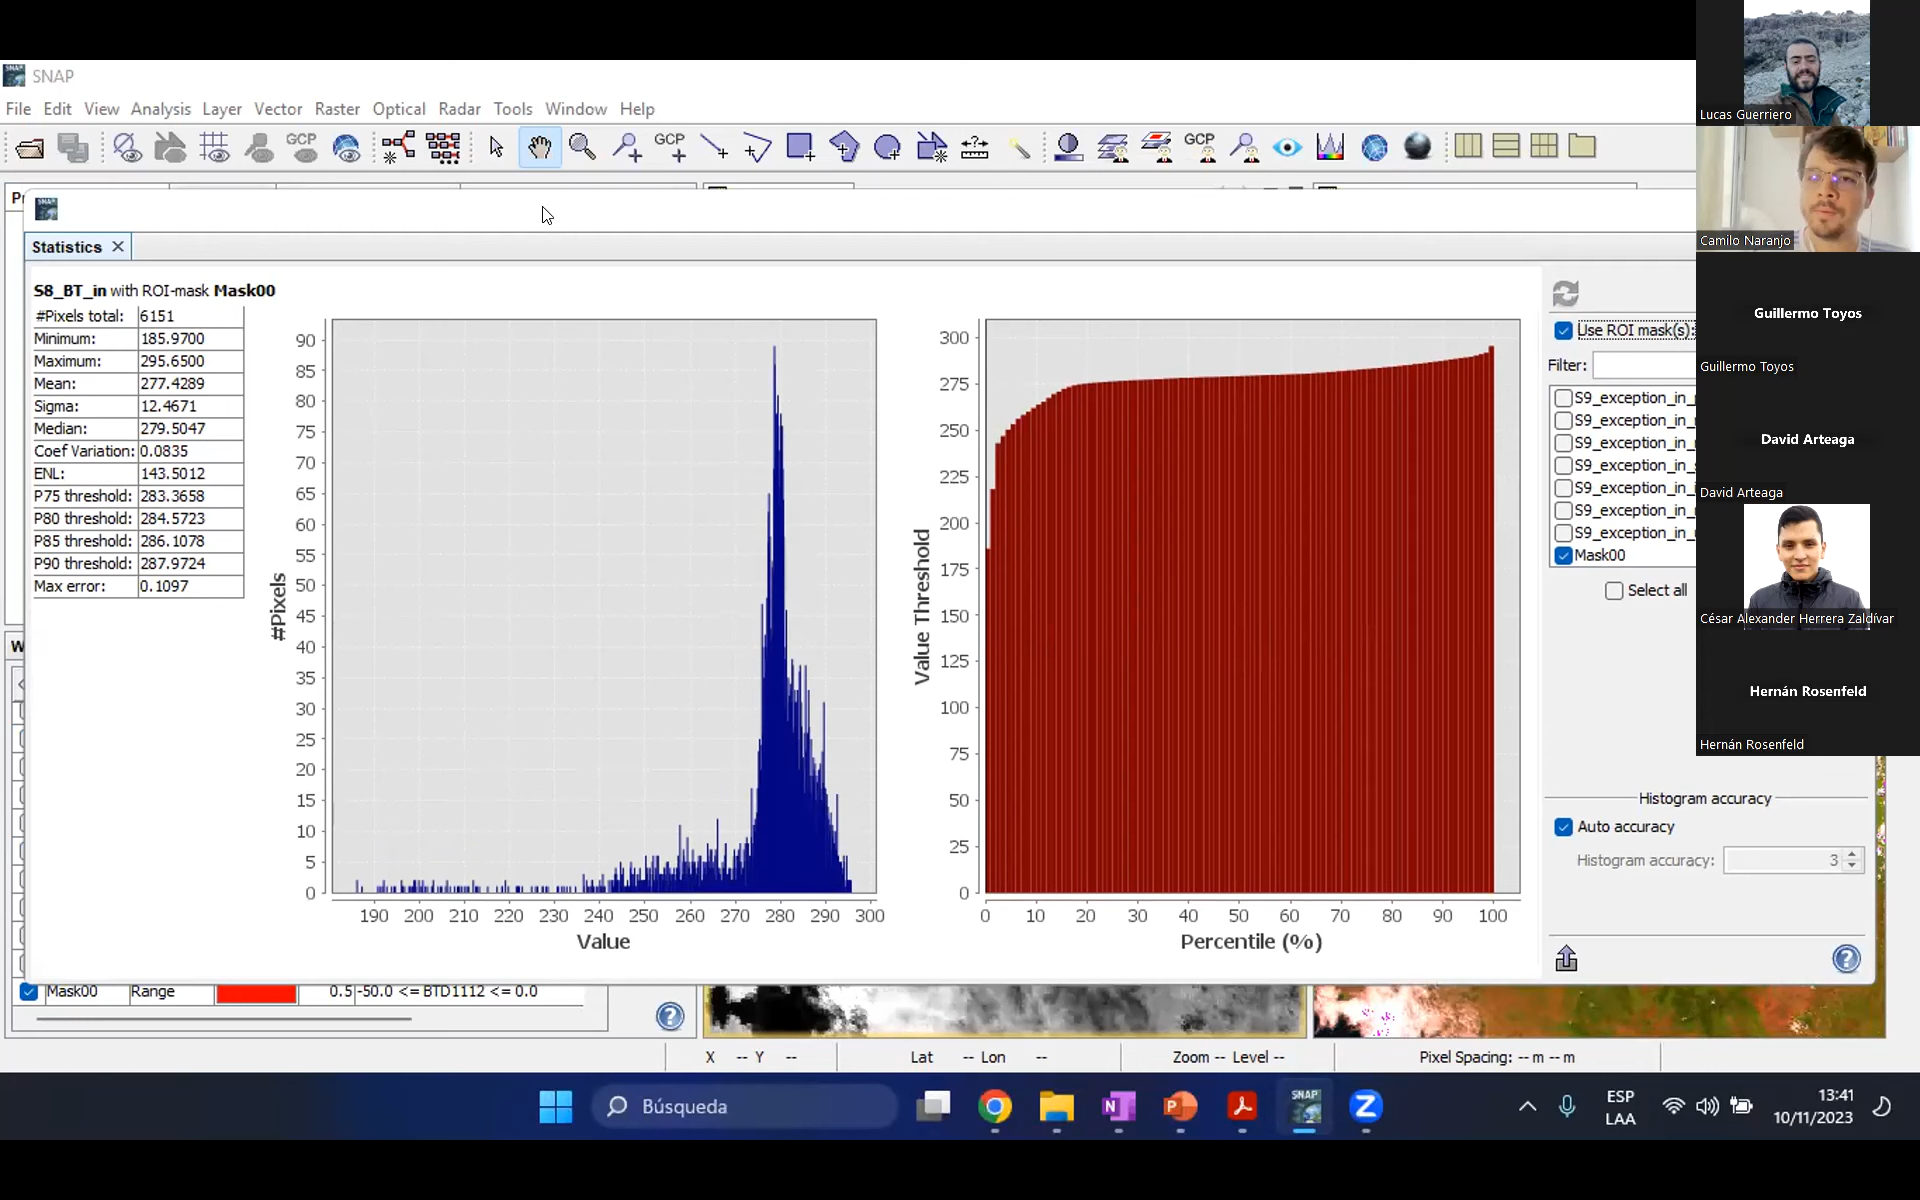 SNAP
File Edit View Analysis Layer Vector Raster Optical Radar Tools Window Help
GCP GCP GCP
Statistics
S8_BT_in with ROI-mask Mask00
#Pixels total: 6151
Minimum: 185.9700
Maximum: 295.6500
Mean: 277.4289
Sigma: 12.4671
Median: 279.5047
Coef Variation: 0.0835
ENL: 143.5012
P75 threshold: 283.3658
P80 threshold: 284.5723
P85 threshold: 286.1078
P90 threshold: 287.9724
Max error: 0.1097
#Pixels
90
85
80
75
70
65
60
55
50
45
40
35
30
25
20
15
10
5
0
190 200 210 220 230 240 250 260 270 280 290 300
Value
Value Threshold
300
275
250
225
200
175
150
125
100
75
50
25
0
0 10 20 30 40 50 60 70 80 90 100
Percentile (%)
Use ROI mask(s):
Filter:
S9_exception_in_
S9_exception_in_
S9_exception_in_
S9_exception_in_
S9_exception_in_
S9_exception_in_
S9_exception_in_
Mask00
Select all
Histogram accuracy
Auto accuracy
Histogram accuracy: 3
Mask00 Range 0.5 -50.0 <= BTD1112 <= 0.0
X -- Y -- Lat -- Lon -- Zoom -- Level -- Pixel Spacing: -- m -- m
Búsqueda
SNAP
ESP
LAA
13:41
10/11/2023
Lucas Guerriero
Camilo Naranjo
Guillermo Toyos
Guillermo Toyos
David Arteaga
David Arteaga
César Alexander Herrera Zaldívar
Hernán Rosenfeld
Hernán Rosenfeld